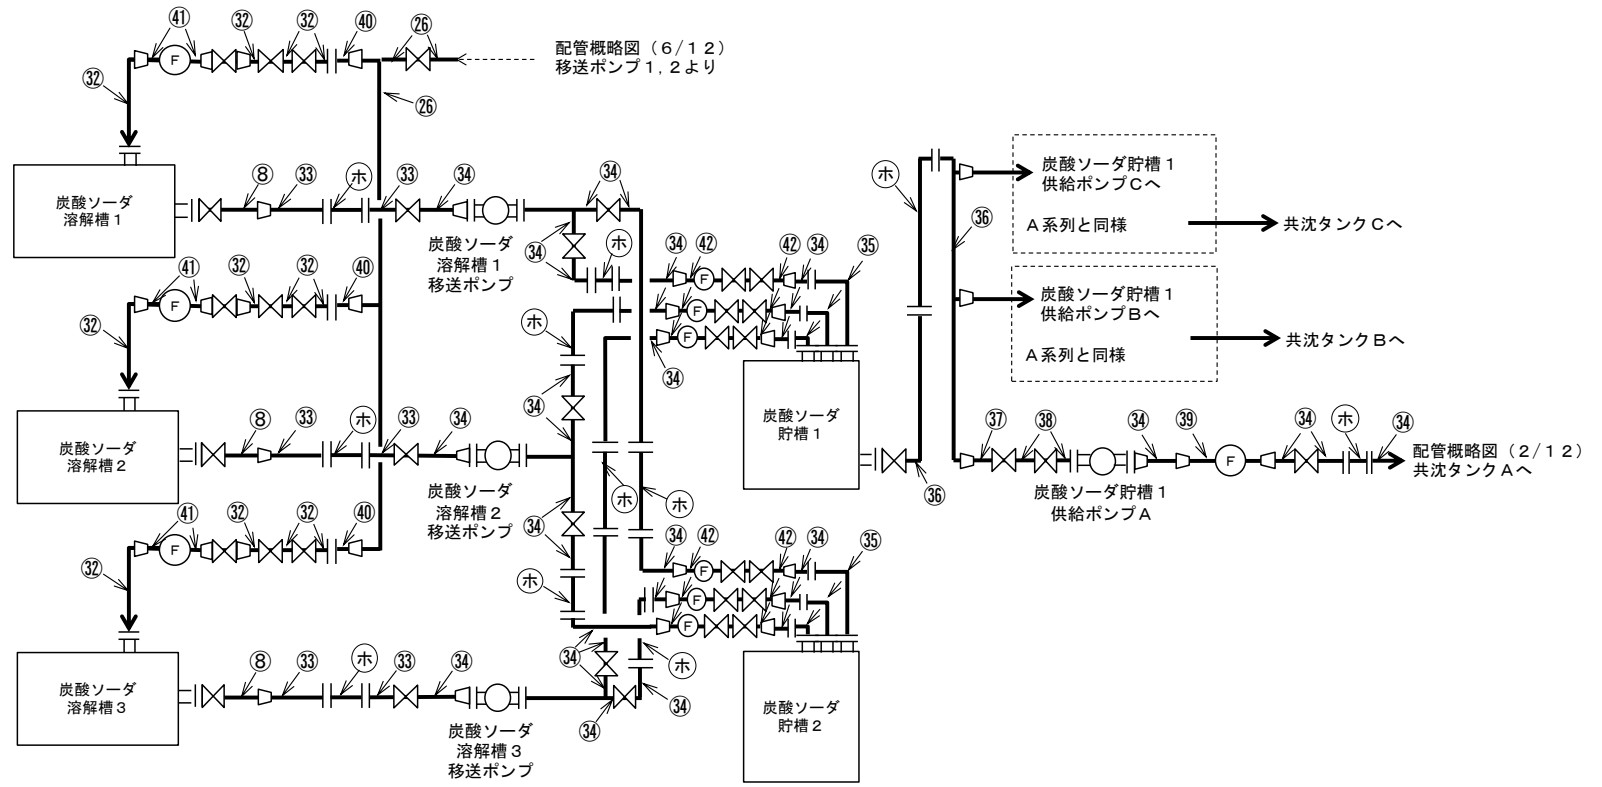 ㊶
㉜
㉜
㊵
㉖
配管概略図（６/１２）
移送ポンプ１,２より
F
㉜
㉖
炭酸ソーダ
溶解槽１
⑧
㉝
ホ
㉝
㉞
炭酸ソーダ
溶解槽１
移送ポンプ
㉞
㉞
ホ
㊶
㉜
㉜
㊵
F
㉜
炭酸ソーダ
溶解槽２
⑧
㉝
ホ
㉝
㉞
炭酸ソーダ
溶解槽２
移送ポンプ
㊶
㉜
㉜
㊵
F
㉜
炭酸ソーダ
溶解槽３
⑧
㉝
ホ
㉝
㉞
炭酸ソーダ
溶解槽３
移送ポンプ
ホ
㉞
㉞
ホ
ホ
ホ
㉞
㉞
㉞
ホ
㉞
㊷
㊷
㉞
㉟
F
F
F
㉞
炭酸ソーダ
貯槽１
㉞
㊷
㊷
㉞
㉟
F
F
F
炭酸ソーダ
貯槽２
ホ
㊱
㊱
炭酸ソーダ貯槽１
供給ポンプＣへ
Ａ系列と同様
共沈タンクＣへ
炭酸ソーダ貯槽１
供給ポンプＢへ
Ａ系列と同様
共沈タンクＢへ
㊲
㊳
㉞
㊴
㉞
ホ
㉞
F
炭酸ソーダ貯槽１
供給ポンプＡ
配管概略図（２/１２）
共沈タンクＡへ